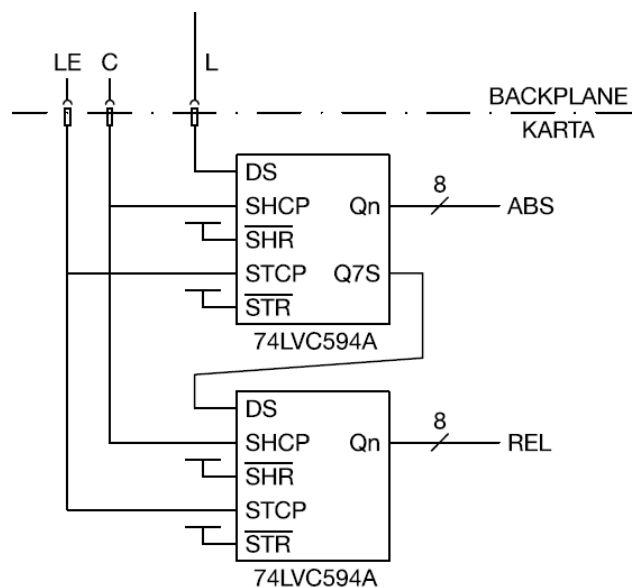 LE C L
BACKPLANE
KARTA
DS
SHCP Qn 8 ABS
SHR
STCP Q7S
STR
74LVC594A
DS
SHCP Qn 8 REL
SHR
STCP
STR
74LVC594A